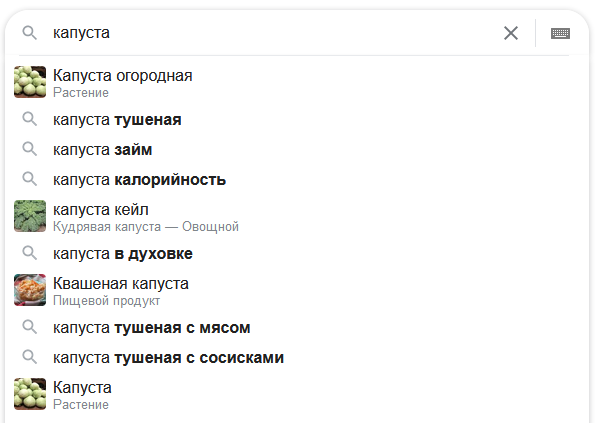 капуста
Капуста огородная
Растение
капуста тушеная
капуста займ
капуста калорийность
капуста кейл
Кудрявая капуста — Овощной
капуста в духовке
Квашеная капуста
Пищевой продукт
капуста тушеная с мясом
капуста тушеная с сосисками
Капуста
Растение